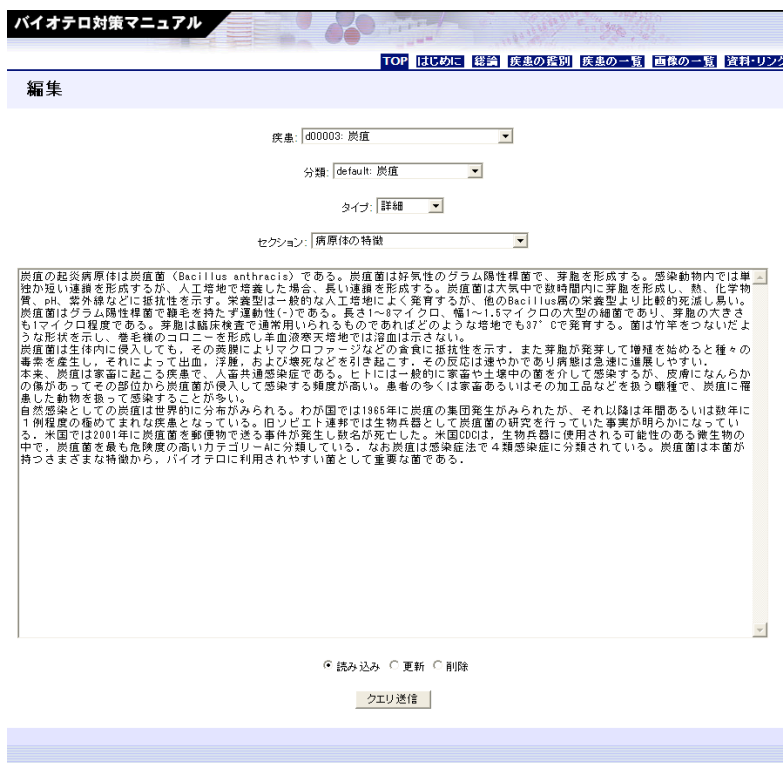 バイオテロ対策マニュアル
TOP はじめに 総論 疾患の鑑別 疾患の一覧 画像の一覧 資料・リンク
編集
疾患: d00003: 炭疽
分類: default: 炭疽
タイプ: 詳細
セクション: 病原体の特徴
炭疽の起炎病原体は炭疽菌（Bacillus anthracis）である。炭疽菌は好気性のグラム陽性桿菌で、芽胞を形成する。感染動物内では単
独か短い連鎖を形成するが、人工培地で培養した場合、長い連鎖を形成する。炭疽菌は大気中で数時間内に芽胞を形成し、熱、化学物
質、pH、紫外線などに抵抗性を示す。栄養型は一般的な人工培地によく発育するが、他のBacillus属の栄養型より比較的死滅し易い。
炭疽菌はグラム陽性桿菌で鞭毛を持たず運動性(-)である。長さ1～8マイクロ、幅1～1.5マイクロの大型の細菌であり、芽胞の大きさ
も1マイクロ程度である。芽胞は臨床検査で通常用いられるものであればどのような培地でも37°Cで発育する。菌は竹竿をつないだよ
うな形状を示し、巻毛様のコロニーを形成し羊血液寒天培地では溶血は示さない。
炭疽菌は生体内に侵入しても，その莢膜によりマクロファージなどの貪食に抵抗性を示す．また芽胞が発芽して増殖を始めると種々の
毒素を産生し，それによって出血，浮腫，および壊死などを引き起こす．その反応は速やかであり病態は急速に進展しやすい．
本来、炭疽は家畜に起こる疾患で、人畜共通感染症である。ヒトには一般的に家畜や土壌中の菌を介して感染するが、皮膚になんらか
の傷があってその部位から炭疽菌が侵入して感染する頻度が高い。患者の多くは家畜あるいはその加工品などを扱う職種で、炭疽に罹
患した動物を扱って感染することが多い。
自然感染としての炭疽は世界的に分布がみられる。わが国では1965年に炭疽の集団発生がみられたが、それ以降は年間あるいは数年に
１例程度の極めてまれな疾患となっている。旧ソビエト連邦では生物兵器として炭疽菌の研究を行っていた事実が明らかになってい
る．米国では2001年に炭疽菌を郵便物で送る事件が発生し数名が死亡した。米国CDCは，生物兵器に使用される可能性のある微生物の
中で，炭疽菌を最も危険度の高いカテゴリーAに分類している．なお炭疽は感染症法で４類感染症に分類されている。炭疽菌は本菌が
持つさまざまな特徴から，バイオテロに利用されやすい菌として重要な菌である．
読み込み 更新 削除
クエリ送信